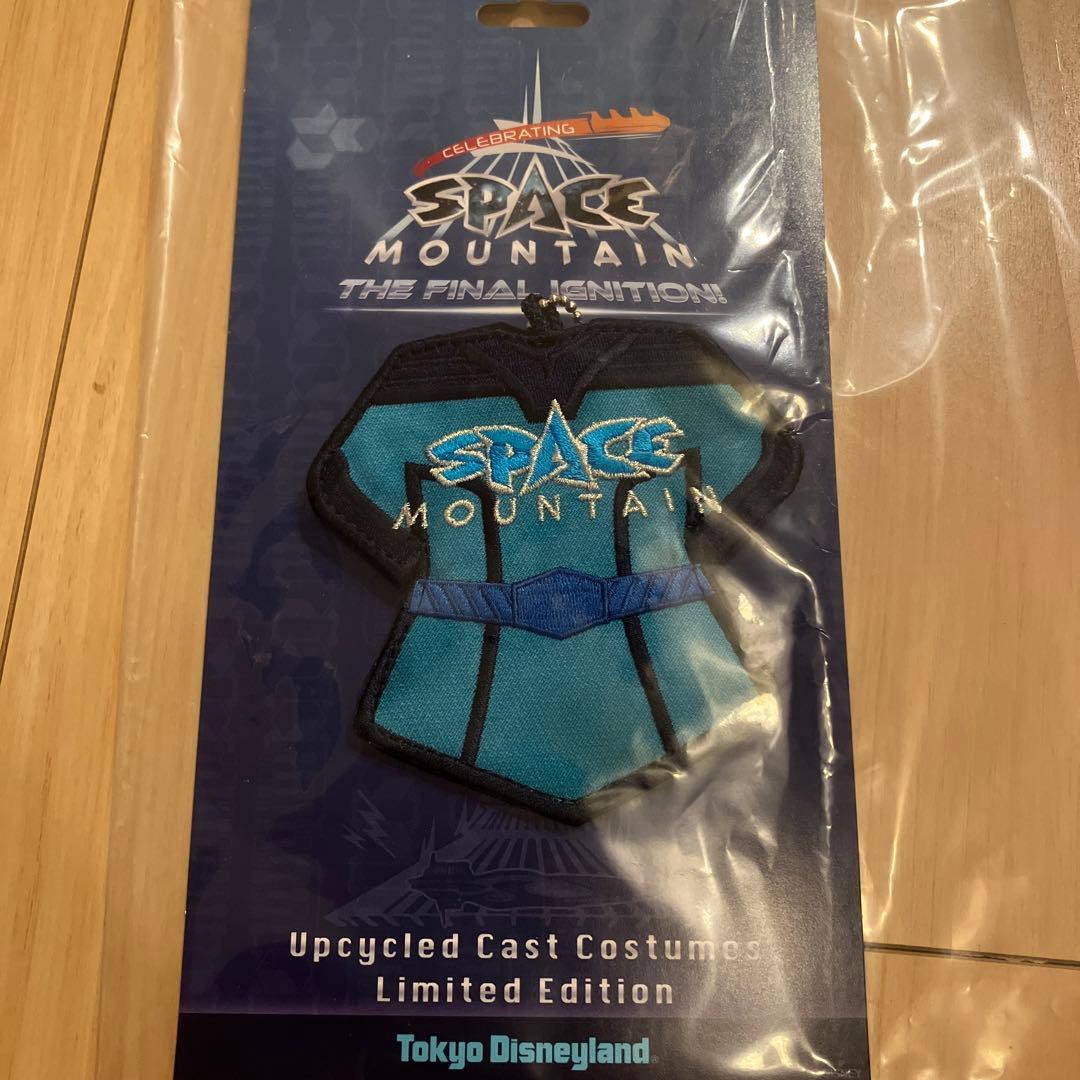 CELEBRATING
SPACE
MOUNTAIN
THE FINAL IGNITION!
SPACE
MOUNTAIN
Upcycled Cast Costumes
Limited Edition
Tokyo Disneyland®